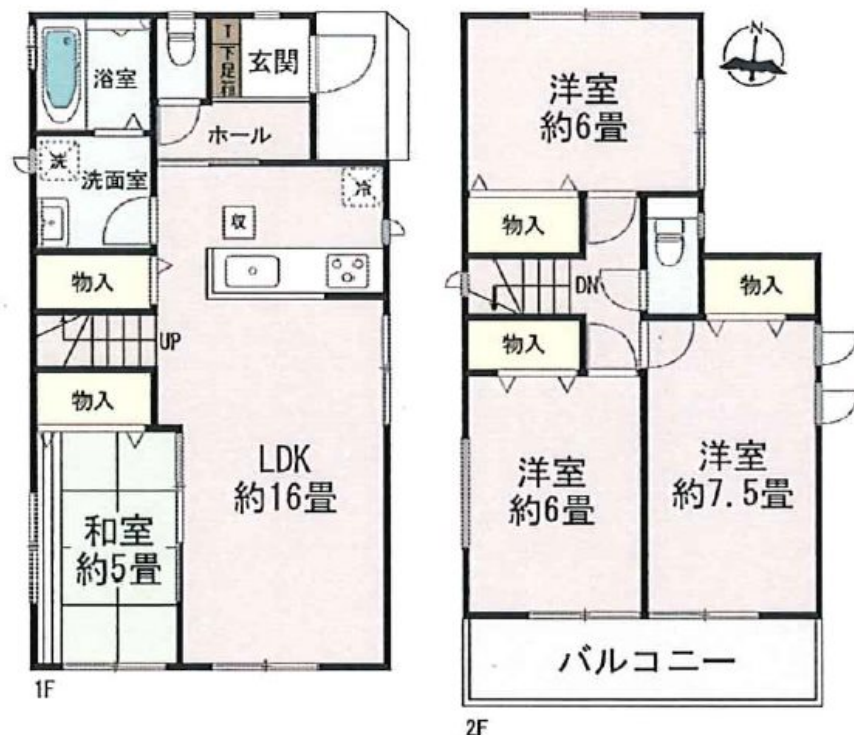 浴室
T
下足箱
玄関
ホール
洗
洗面室
冷
収
物入
UP
物入
LDK
約16畳
和室
約5畳
1F
N
洋室
約6畳
物入
DN
物入
物入
洋室
約6畳
洋室
約7.5畳
バルコニー
2F